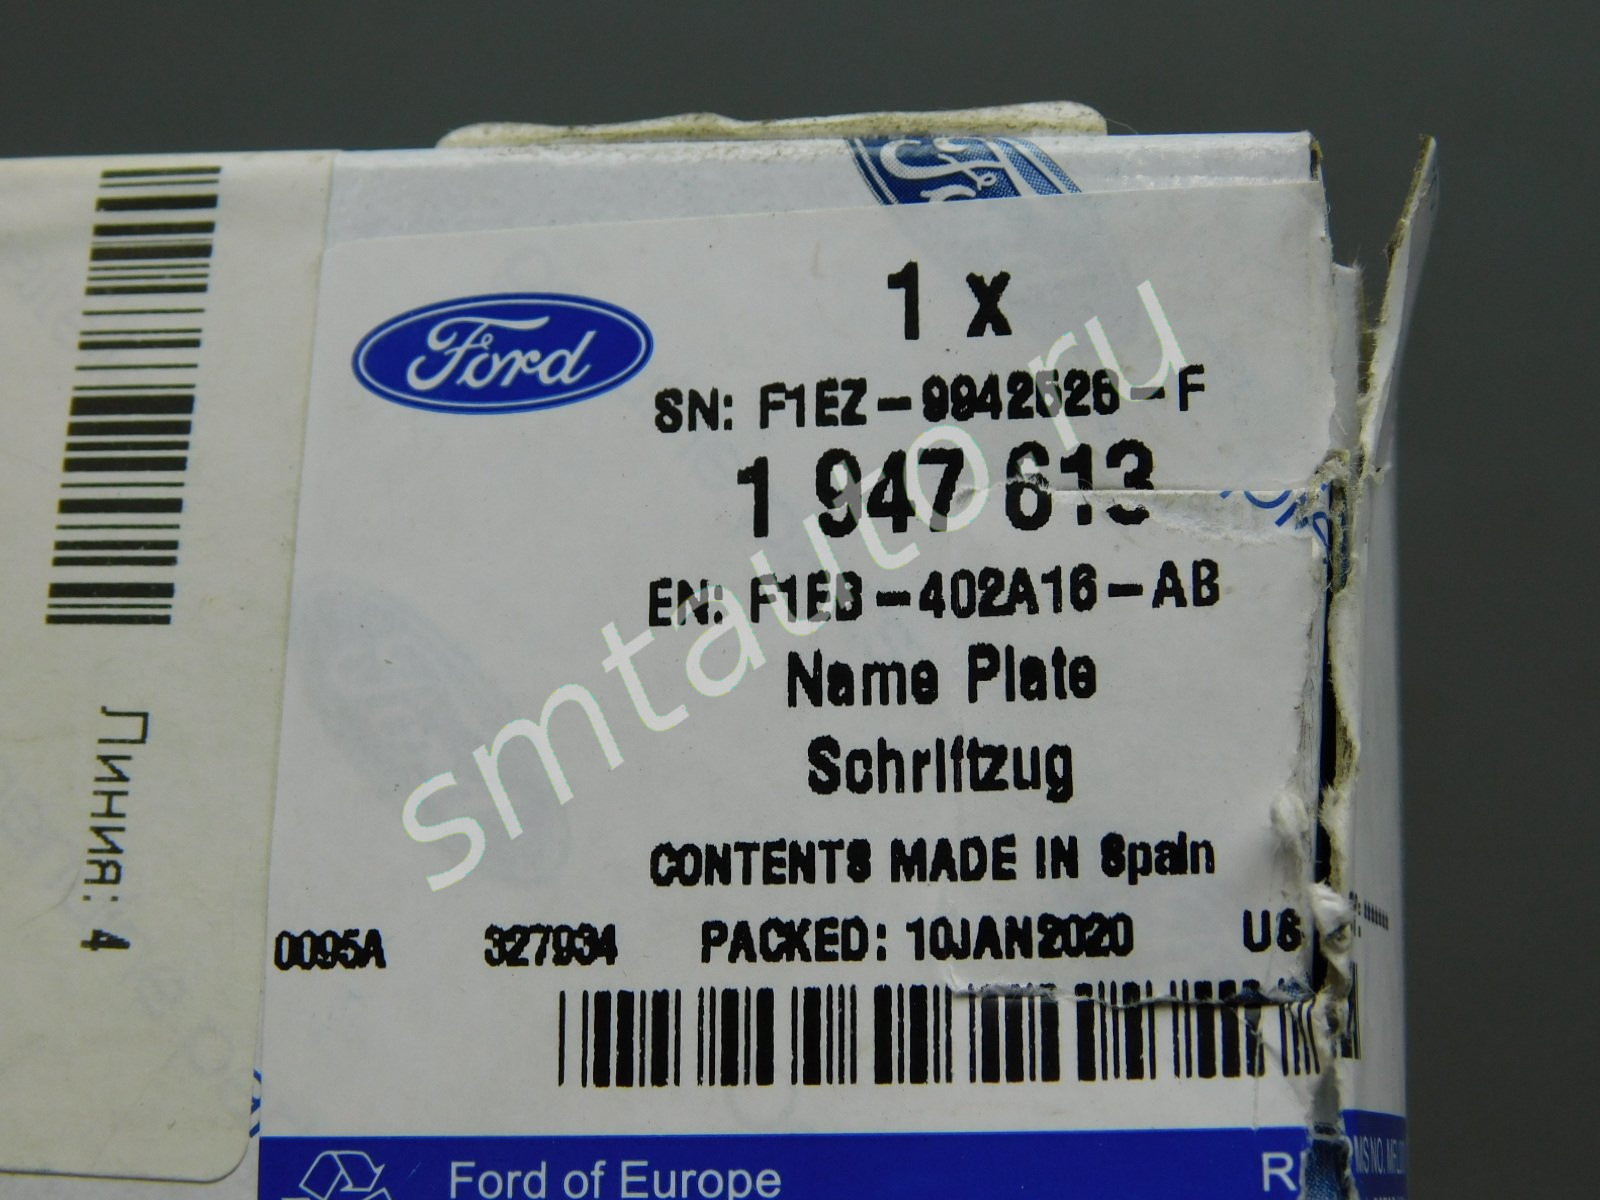 Ford
1 x
SN: F1EZ-9942528-F
1 947 613
EN: F1EB-402A16-AB
Name Plate
Schriftzug
CONTENTS MADE IN Spain
0095A 327934 PACKED: 10JAN2020 US
Ford of Europe
Линия: 4
smtauto.ru